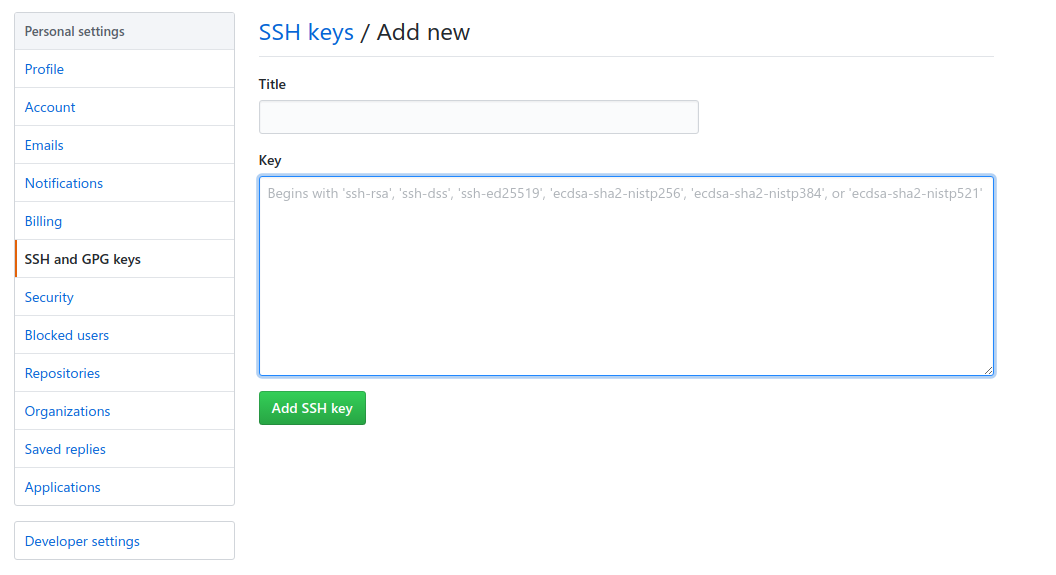 Personal settings
Profile
Account
Emails
Notifications
Billing
SSH and GPG keys
Security
Blocked users
Repositories
Organizations
Saved replies
Applications
Developer settings
SSH keys / Add new
Title
Key
Begins with 'ssh-rsa', 'ssh-dss', 'ssh-ed25519', 'ecdsa-sha2-nistp256', 'ecdsa-sha2-nistp384', or 'ecdsa-sha2-nistp521'
Add SSH key